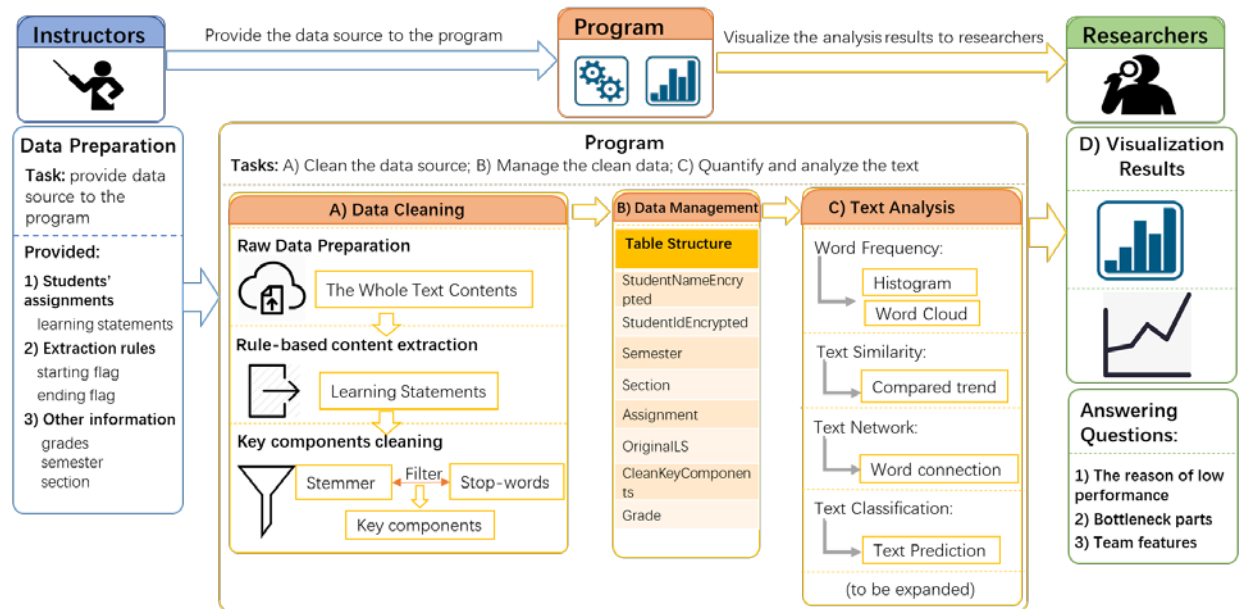 Instructors
Provide the data source to the program
Program
Visualize the analysis results to researchers
Researchers
Data Preparation
Task: provide data
source to the
program
Provided:
1) Students'
assignments
learning statements
2) Extraction rules
starting flag
ending flag
3) Other information
grades
semester
section
Program
Tasks: A) Clean the data source; B) Manage the clean data; C) Quantify and analyze the text
A) Data Cleaning
Raw Data Preparation
The Whole Text Contents
Rule-based content extraction
Learning Statements
Key components cleaning
Stemmer
Filter
Stop-words
Key components
B) Data Management
Table Structure
StudentNameEncry
pted
StudentIdEncrypted
Semester
Section
Assignment
OriginalLS
CleanKeyComponen
ts
Grade
C) Text Analysis
Word Frequency:
Histogram
Word Cloud
Text Similarity:
Compared trend
Text Network:
Word connection
Text Classification:
Text Prediction
(to be expanded)
D) Visualization
Results
Answering
Questions:
1) The reason of low
performance
2) Bottleneck parts
3) Team features